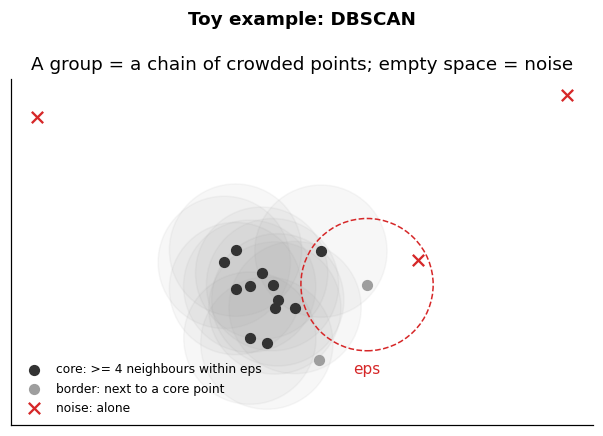 Toy example: DBSCAN
A group = a chain of crowded points; empty space = noise
core: >= 4 neighbours within eps
border: next to a core point
noise: alone
eps